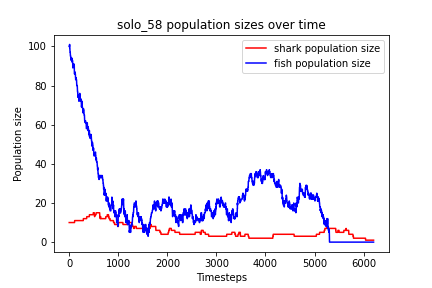 solo_58 population sizes over time
shark population size
fish population size
Population size
100
80
60
40
20
0
0 1000 2000 3000 4000 5000 6000
Timesteps